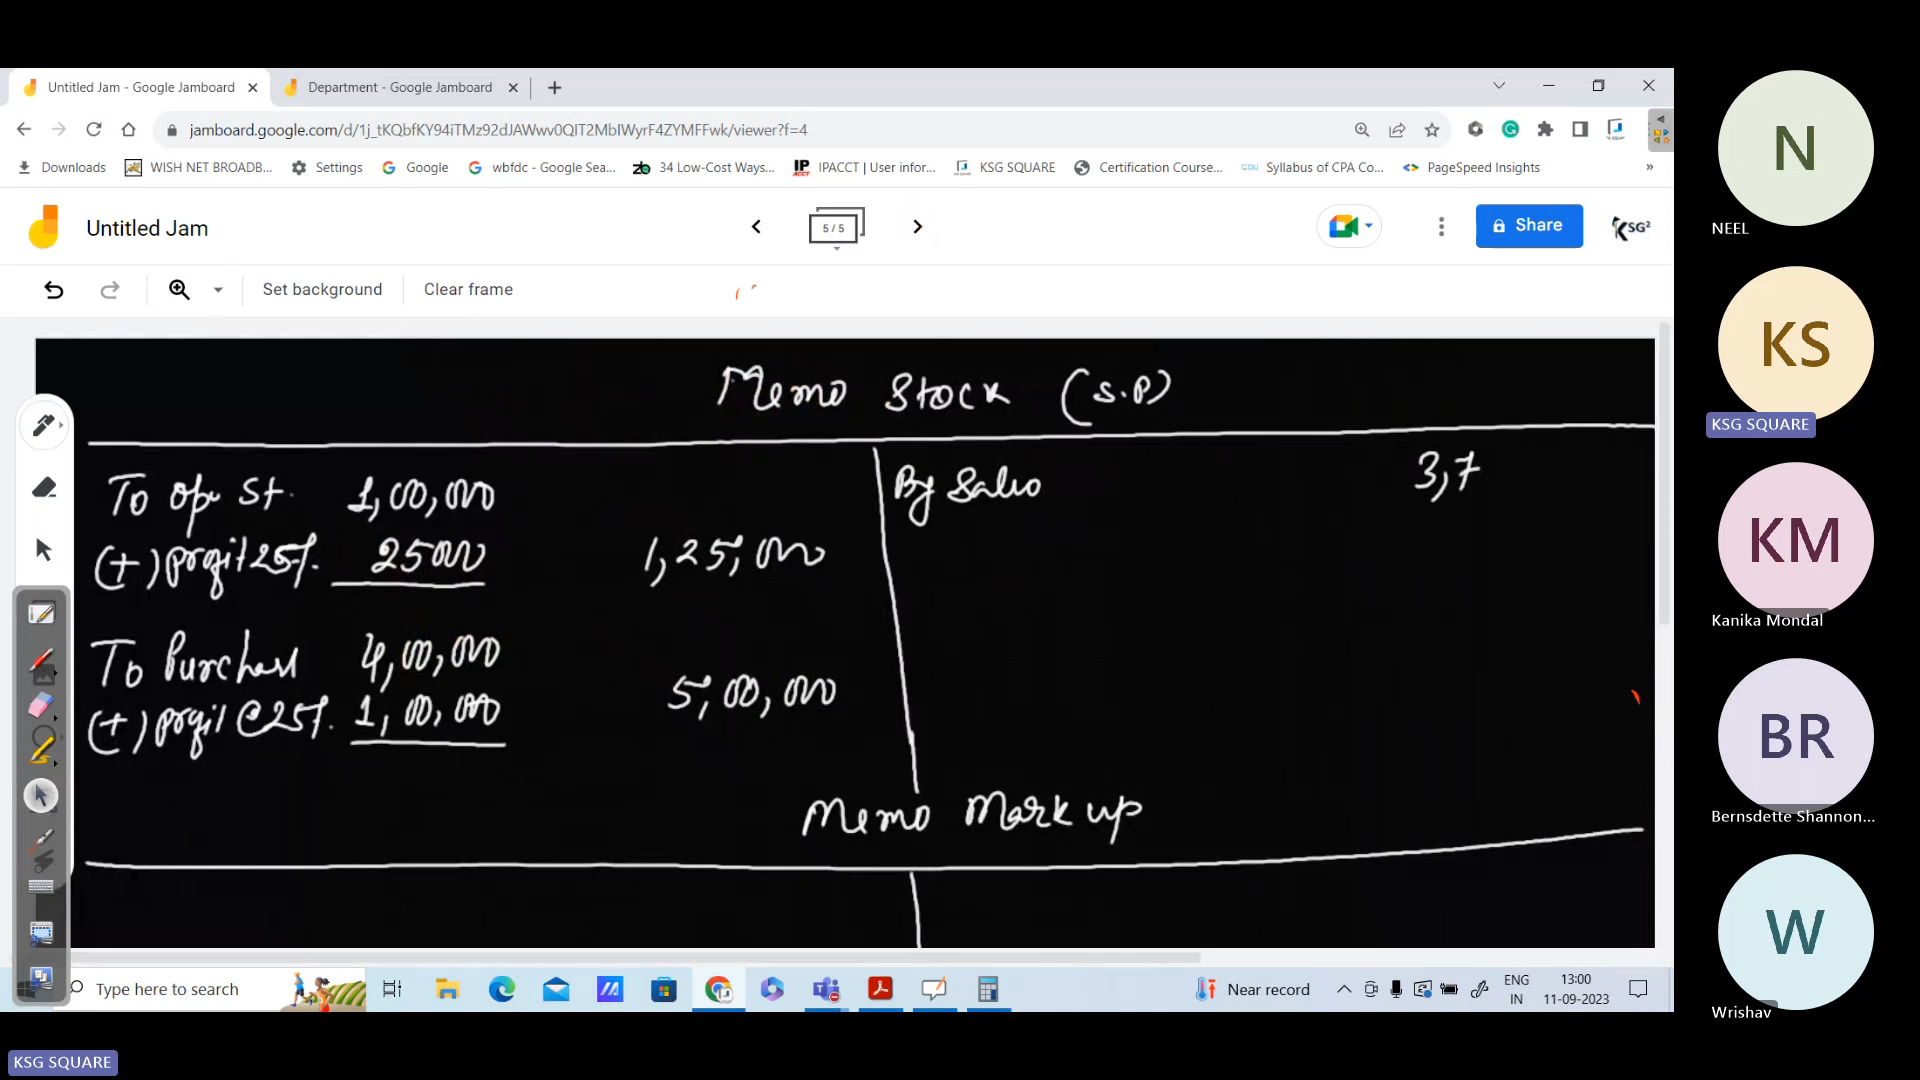 Untitled Jam - Google Jamboard
Department - Google Jamboard
jamboard.google.com/d/1j_tKQbfKY94iTMz92dJAWwv0QIT2MbIWyrF4ZYMFFwk/viewer?f=4
Downloads
WISH NET BROADB...
Settings
Google
wbfdc - Google Sea...
34 Low-Cost Ways...
IPACCT | User infor...
KSG SQUARE
Certification Course...
Syllabus of CPA Co...
PageSpeed Insights
»
Untitled Jam
5 / 5
Share
KSG²
Set background
Clear frame
Memo Stock (S.P)
To Opn St. 1,00,000
By Sales 3,7
(+) profit 25%. 25000 1,25,000
To Purchase 4,00,000
(+) profit @ 25%. 1,00,000 5,00,000
Memo Mark up
N
NEEL
KS
KSG SQUARE
KM
Kanika Mondal
BR
Bernsdette Shannon...
W
Wrishav
Type here to search
Near record
ENG
IN
13:00
11-09-2023
KSG SQUARE